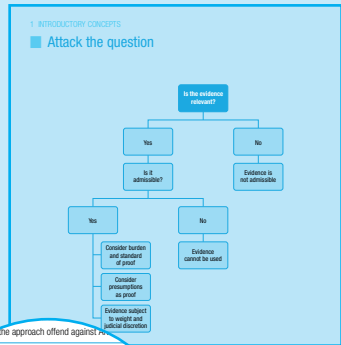 1 INTRODUCTORY CONCEPTS
Attack the question
Is the evidence
relevant?
Yes
No
Is it
admissible?
Evidence is
not admissible
Yes
No
Consider burden
and standard
of proof
Evidence
cannot be used
Consider
presumptions
as proof
Evidence subject
to weight and
judicial discretion
the approach offend against